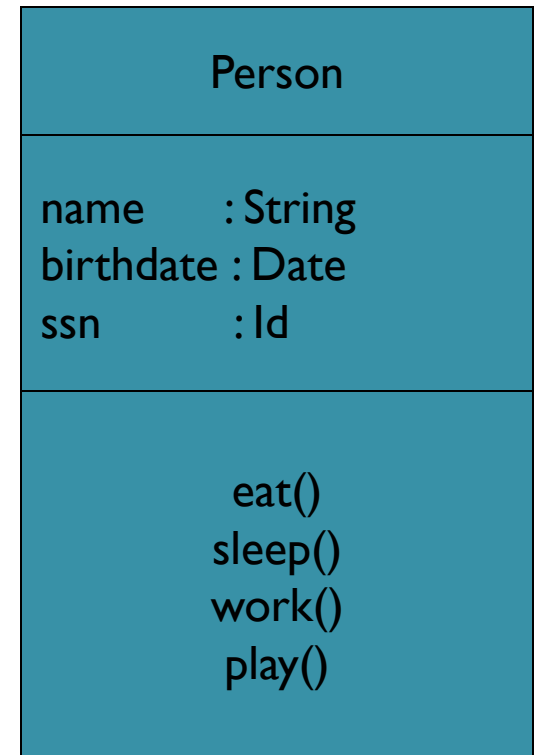 Person
name : String
birthdate : Date
ssn : Id
eat()
sleep()
work()
play()